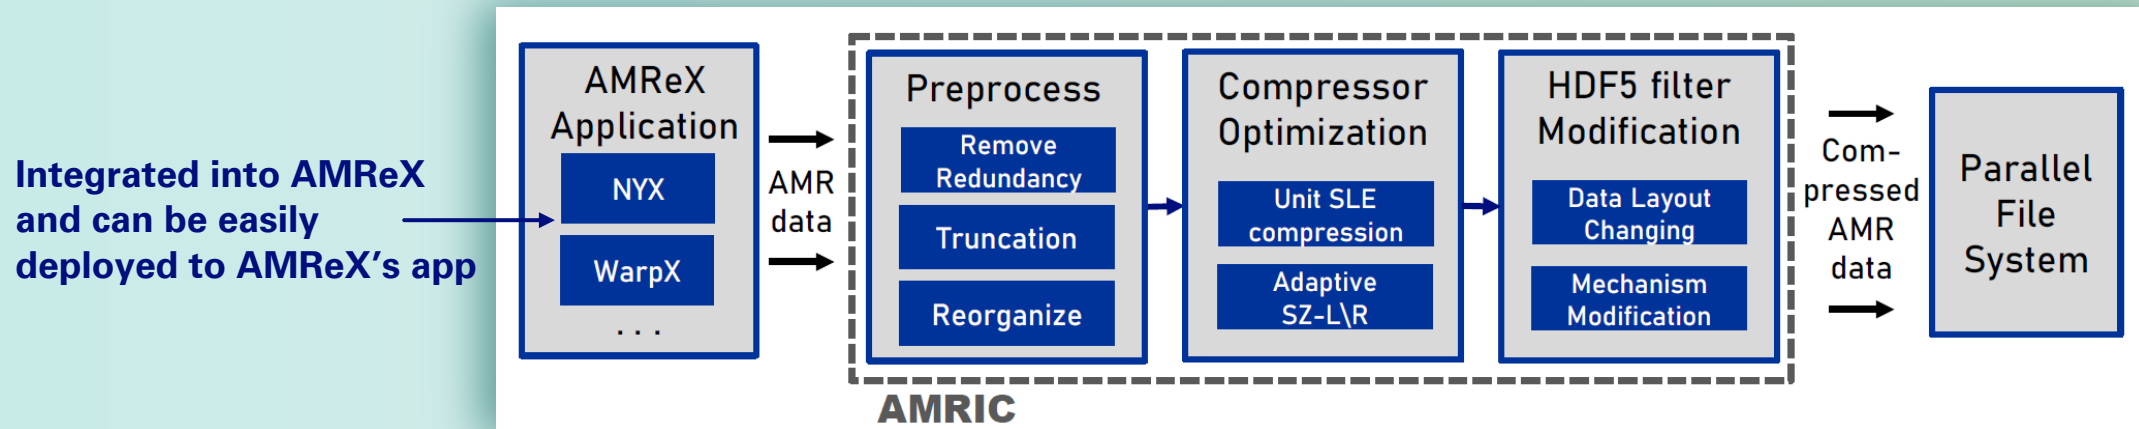 Integrated into AMReX
and can be easily
deployed to AMReX's app
AMReX
Application
NYX
WarpX
...
AMR
data
Preprocess
Remove
Redundancy
Truncation
Reorganize
Compressor
Optimization
Unit SLE
compression
Adaptive
SZ-L\R
HDF5 filter
Modification
Data Layout
Changing
Mechanism
Modification
AMRIC
Com-
pressed
AMR
data
Parallel
File
System